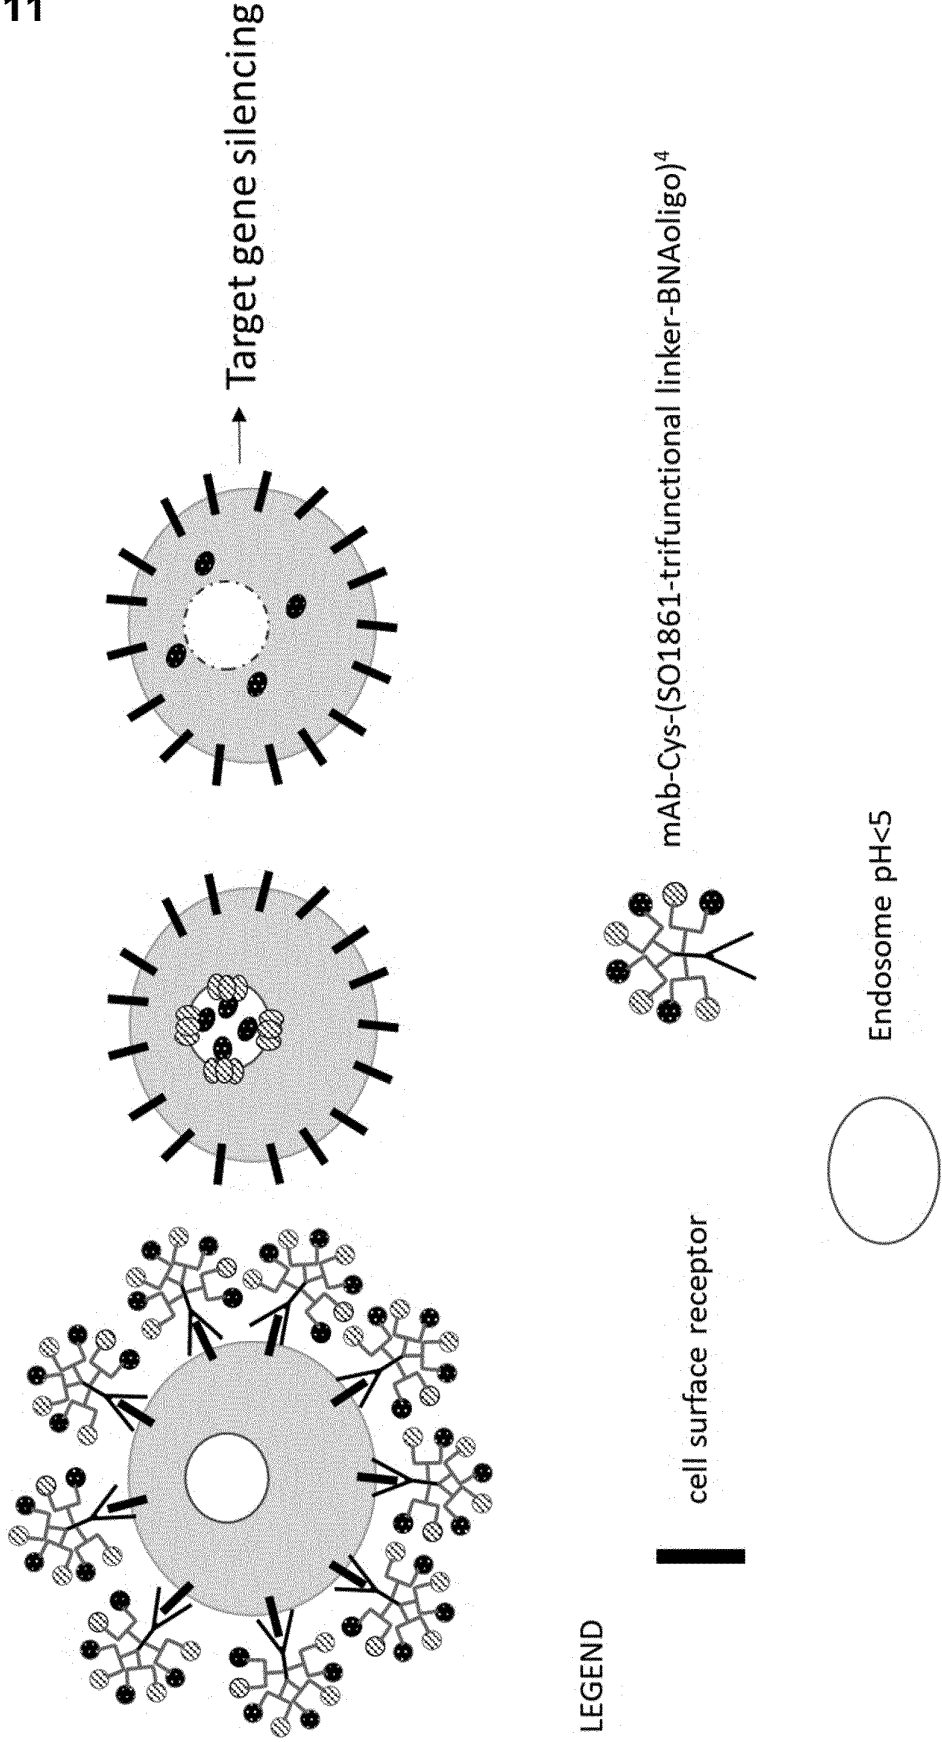 11
Target gene silencing
LEGEND
cell surface receptor
mAb-Cys-(SO1861-trifunctional linker-BNAoligo)⁴
Endosome pH<5